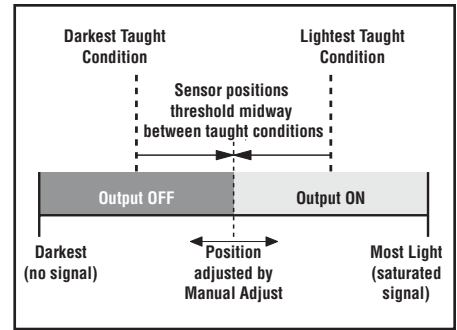 Darkest Taught
Condition
Lightest Taught
Condition
Sensor positions
threshold midway
between taught conditions
Output OFF
Output ON
Darkest
(no signal)
Position
adjusted by
Manual Adjust
Most Light
(saturated
signal)